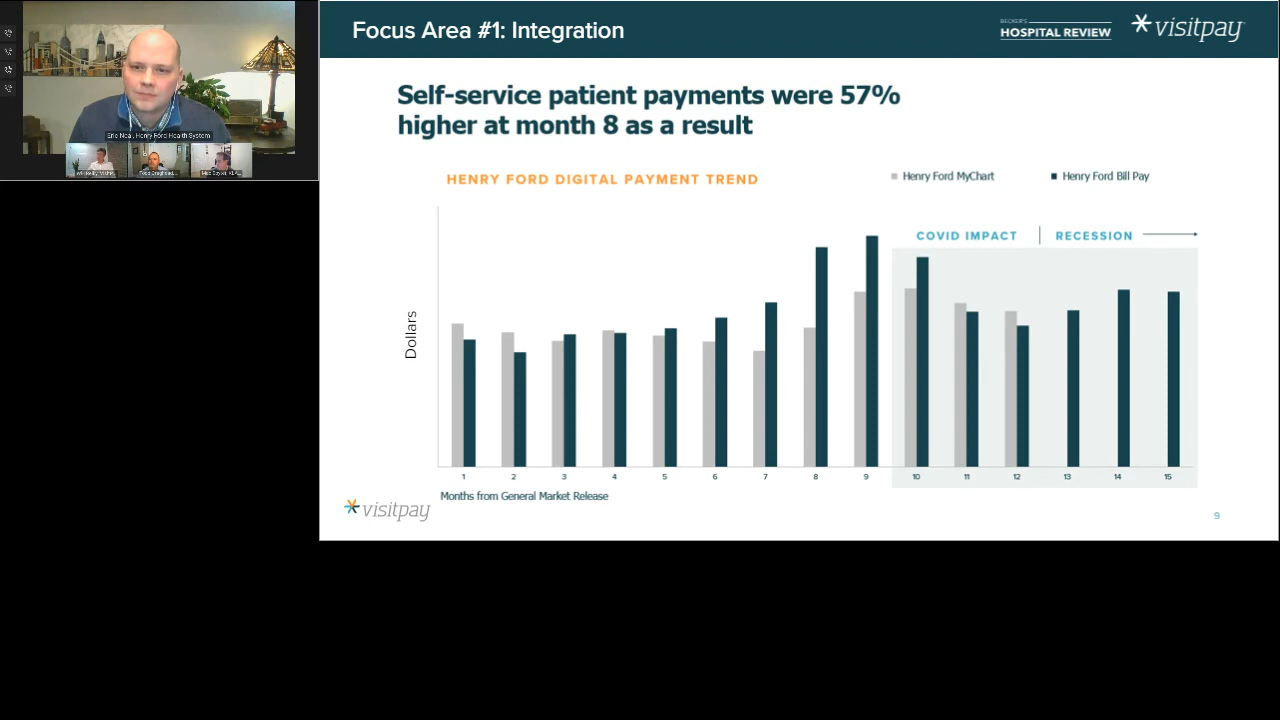 Focus Area #1: Integration
BECKER'S
HOSPITAL REVIEW
visitpay
Eric Neal, Henry Ford Health System
Self-service patient payments were 57%
higher at month 8 as a result
HENRY FORD DIGITAL PAYMENT TREND
Henry Ford MyChart
Henry Ford Bill Pay
COVID IMPACT
RECESSION
Dollars
1 2 3 4 5 6 7 8 9 10 11 12 13 14 15
Months from General Market Release
visitpay
9